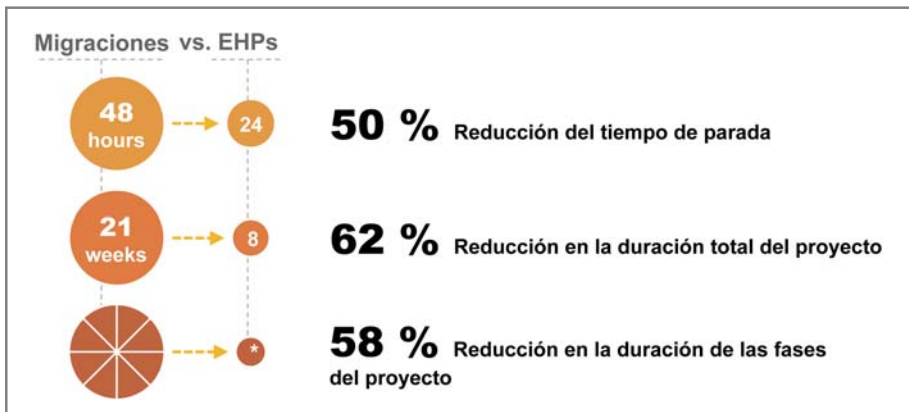 Migraciones vs. EHPs
48
hours
24
50 % Reducción del tiempo de parada
21
weeks
8
62 % Reducción en la duración total del proyecto
*
58 % Reducción en la duración de las fases
del proyecto